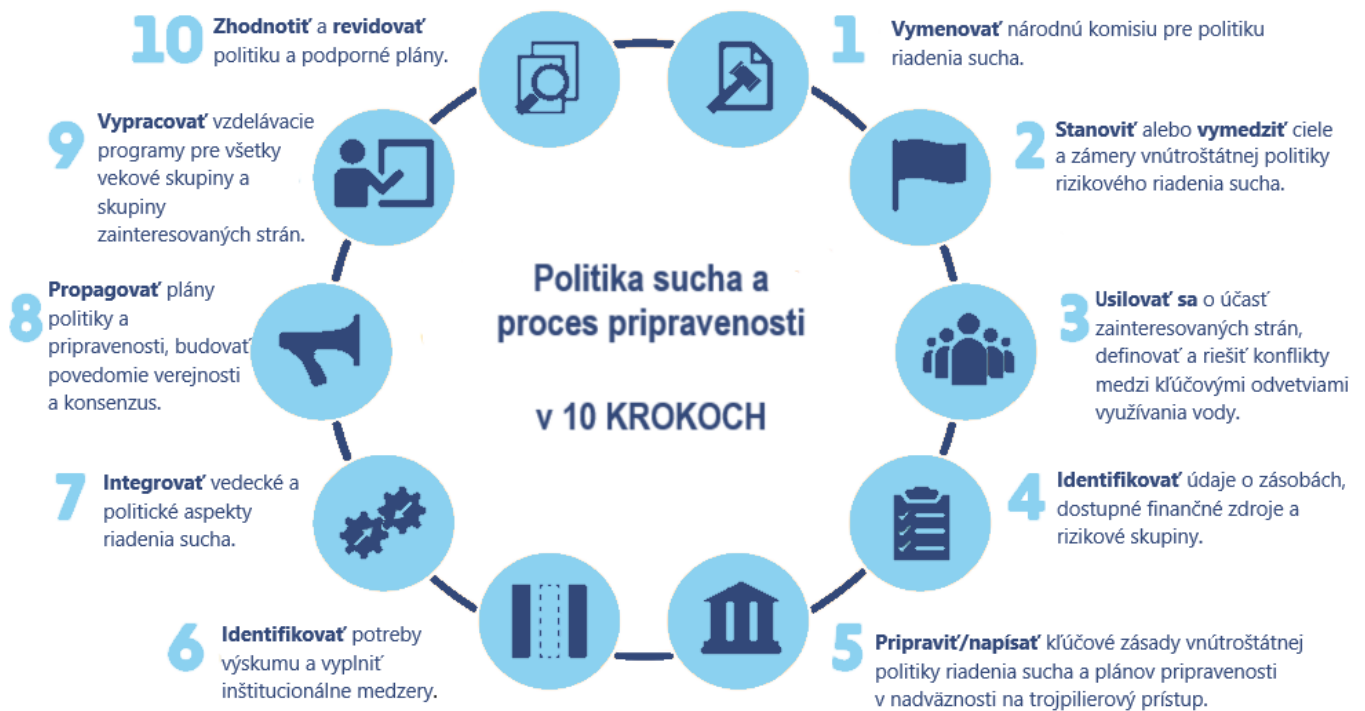 Politika sucha a
proces pripravenosti
v 10 KROKOCH
1
Vymenovať národnú komisiu pre politiku
riadenia sucha.
2
Stanoviť alebo vymedziť ciele
a zámery vnútroštátnej politiky
rizikového riadenia sucha.
3
Usilovať sa o účasť
zainteresovaných strán,
definovať a riešiť konflikty
medzi kľúčovými odvetviami
využívania vody.
4
Identifikovať údaje o zásobách,
dostupné finančné zdroje a
rizikové skupiny.
5
Pripraviť/napísať kľúčové zásady vnútroštátnej
politiky riadenia sucha a plánov pripravenosti
v nadväznosti na trojpilierový prístup.
6
Identifikovať potreby
výskumu a vyplniť
inštitucionálne medzery.
7
Integrovať vedecké a
politické aspekty
riadenia sucha.
8
Propagovať plány
politiky a
pripravenosti, budovať
povedomie verejnosti
a konsenzus.
9
Vypracovať vzdelávacie
programy pre všetky
vekové skupiny a
skupiny
zainteresovaných strán.
10
Zhodnotiť a revidovať
politiku a podporné plány.